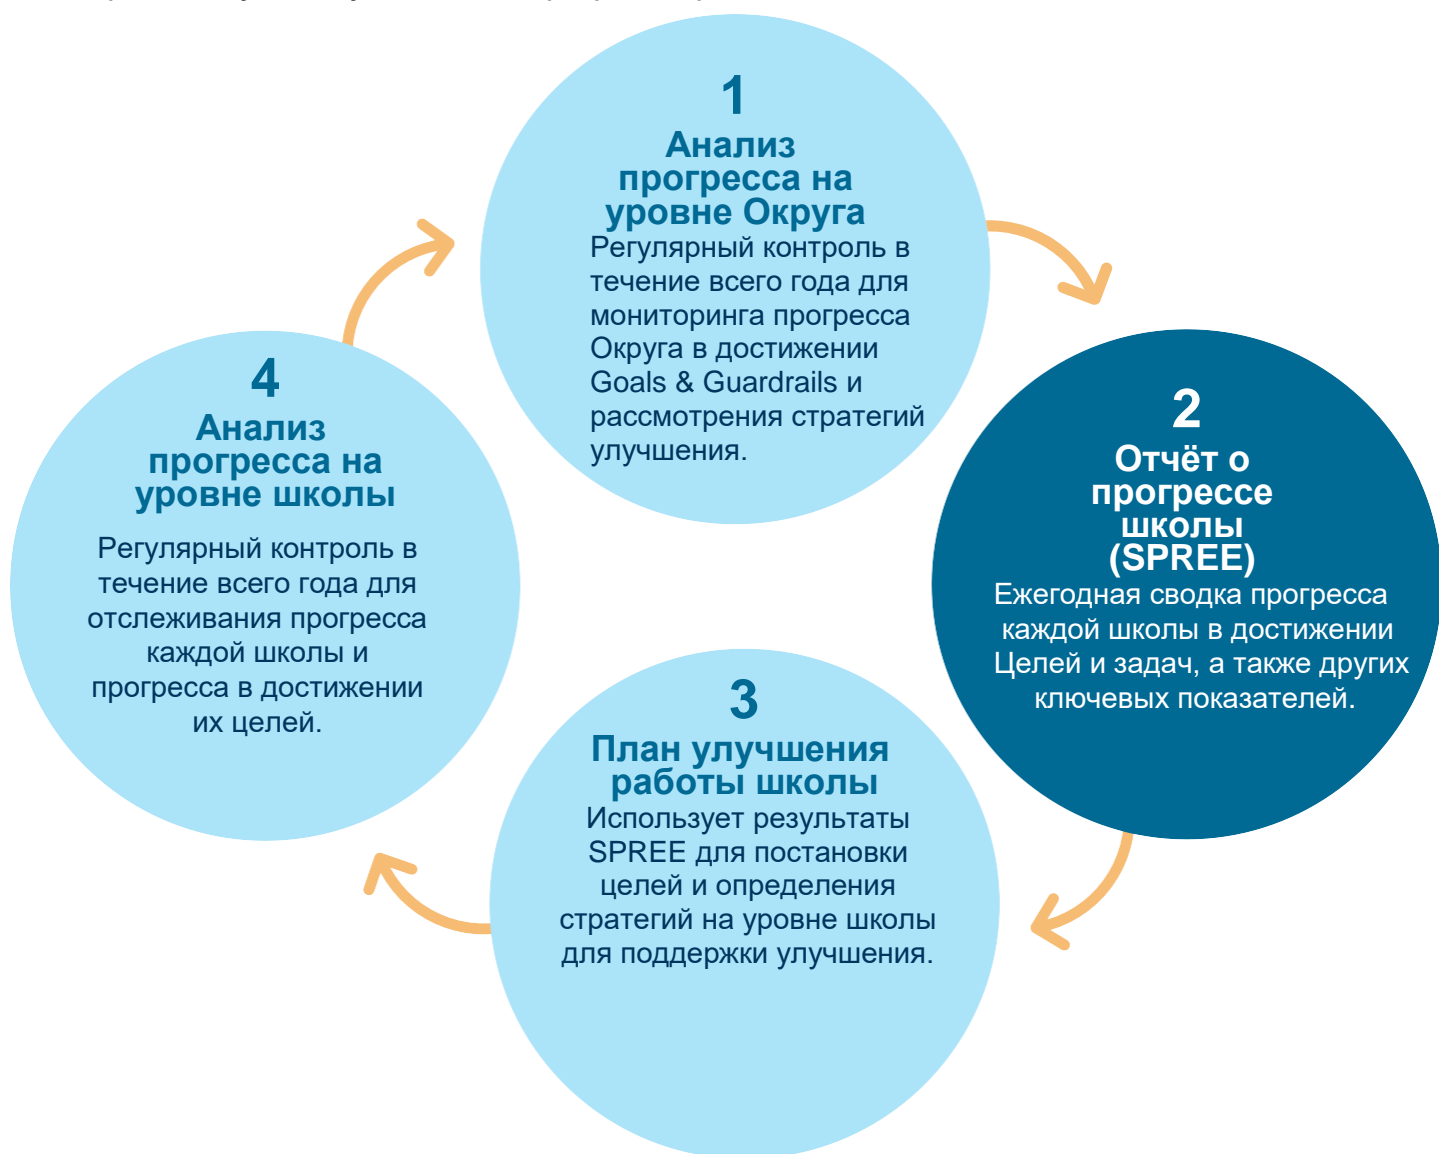 1
Анализ
прогресса на
уровне Округа
Регулярный контроль в
течение всего года для
мониторинга прогресса
Округа в достижении
Goals & Guardrails и
рассмотрения стратегий
улучшения.
2
Отчёт о
прогрессе
школы
(SPREE)
Ежегодная сводка прогресса
каждой школы в достижении
Целей и задач, а также других
ключевых показателей.
3
План улучшения
работы школы
Использует результаты
SPREE для постановки
целей и определения
стратегий на уровне школы
для поддержки улучшения.
4
Анализ
прогресса на
уровне школы
Регулярный контроль в
течение всего года для
отслеживания прогресса
каждой школы и
прогресса в достижении
их целей.